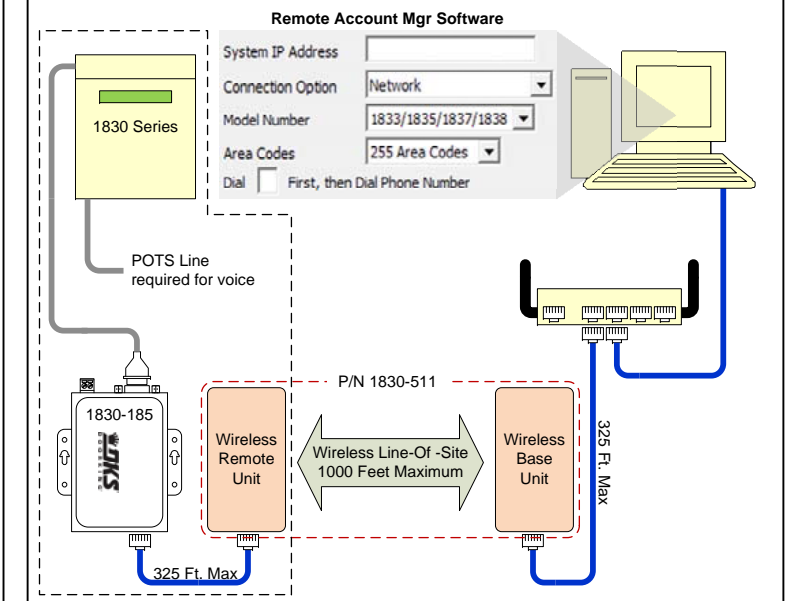 Remote Account Mgr Software
System IP Address
Connection Option Network
Model Number 1833/1835/1837/1838
Area Codes 255 Area Codes
Dial First, then Dial Phone Number
1830 Series
POTS Line
required for voice
P/N 1830-511
1830-185
DKS
DOORKING
Wireless
Remote
Unit
Wireless Line-Of -Site
1000 Feet Maximum
Wireless
Base
Unit
325 Ft. Max
325 Ft. Max